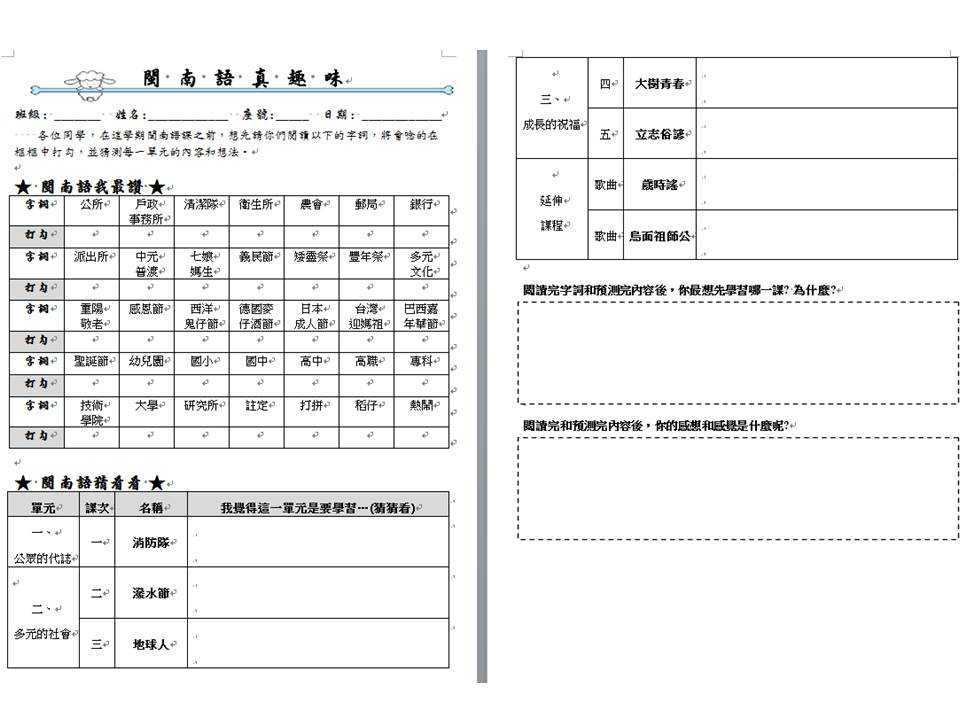 閩南語真趣味
班級:______ 姓名:___________ 座號:_____ 日期:___________
各位同學，在這學期閩南語課之前，想先請你們閱讀以下的字詞，將會唸的在
框框中打勾，並猜測每一單元的內容和想法。
★ 閩南語我最讚 ★
字詞 公所 戶政 清潔隊 衛生所 農會 郵局 銀行
事務所
打勾
字詞 派出所 中元 七娘 義民節 矮靈祭 豐年祭 多元
普渡 媽生 文化
打勾
字詞 重陽 感恩節 西洋 德國麥 日本 台灣 巴西嘉
敬老 鬼仔節 仔酒節 成人節 迎媽祖 年華節
打勾
字詞 聖誕節 幼兒園 國小 國中 高中 高職 專科
打勾
字詞 技術 大學 研究所 註定 打拼 稻仔 熱鬧
學院
打勾
★ 閩南語猜看看 ★
單元 課次 名稱 我覺得這一單元是要學習…(猜猜看)
一、
公眾的代誌 一 消防隊
二、
多元的社會 二 潑水節
三 地球人
三、
成長的祝福 四 大樹青春
五 立志俗諺
延伸
課程 歌曲 歲時謠
歌曲 烏面祖師公
閱讀完字詞和預測完內容後，你最想先學習哪一課? 為什麼?
閱讀完和預測完內容後，你的感想和感覺是什麼呢?